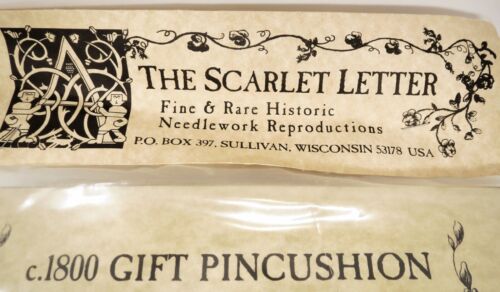 THE SCARLET LETTER
Fine & Rare Historic
Needlework Reproductions
P.O. BOX 397, SULLIVAN, WISCONSIN 53178 USA
c.1800 GIFT PINCUSHION